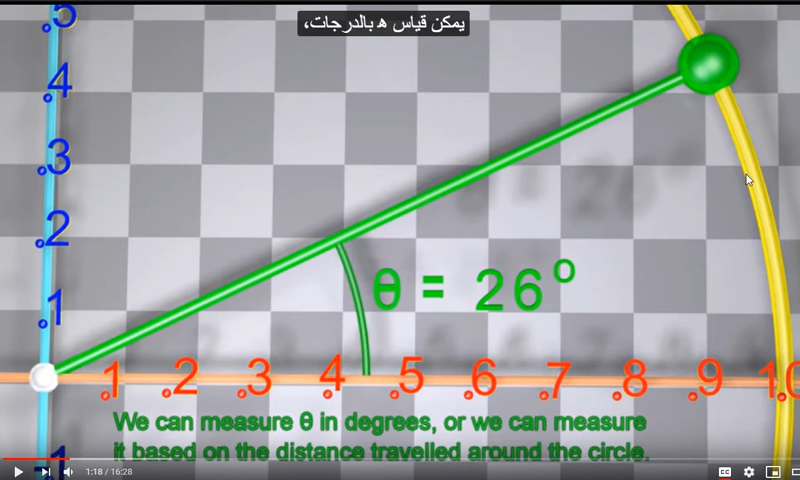 يمكن قياس ه بالدرجات،
.5
.4
.3
.2
.1
θ = 26°
.1 .2 .3 .4 .5 .6 .7 .8 .9 1.0
We can measure θ in degrees, or we can measure
it based on the distance travelled around the circle.
.1
1:18 / 16:28
CC